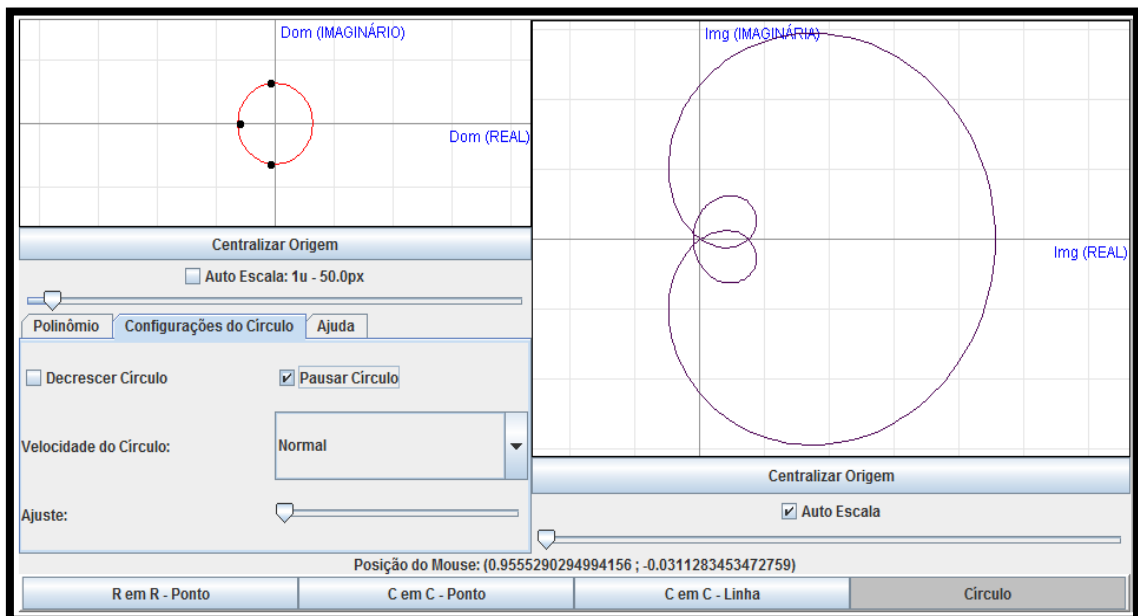 Dom (IMAGINÁRIO)
Dom (REAL)
Img (IMAGINÁRIA)
Img (REAL)
Centralizar Origem
Auto Escala: 1u - 50.0px
Polinômio
Configurações do Círculo
Ajuda
Decrescer Círculo
Pausar Círculo
Velocidade do Círculo:
Normal
Ajuste:
Centralizar Origem
Auto Escala
Posição do Mouse: (0.9555290294994156 ; -0.0311283453472759)
R em R - Ponto
C em C - Ponto
C em C - Linha
Círculo